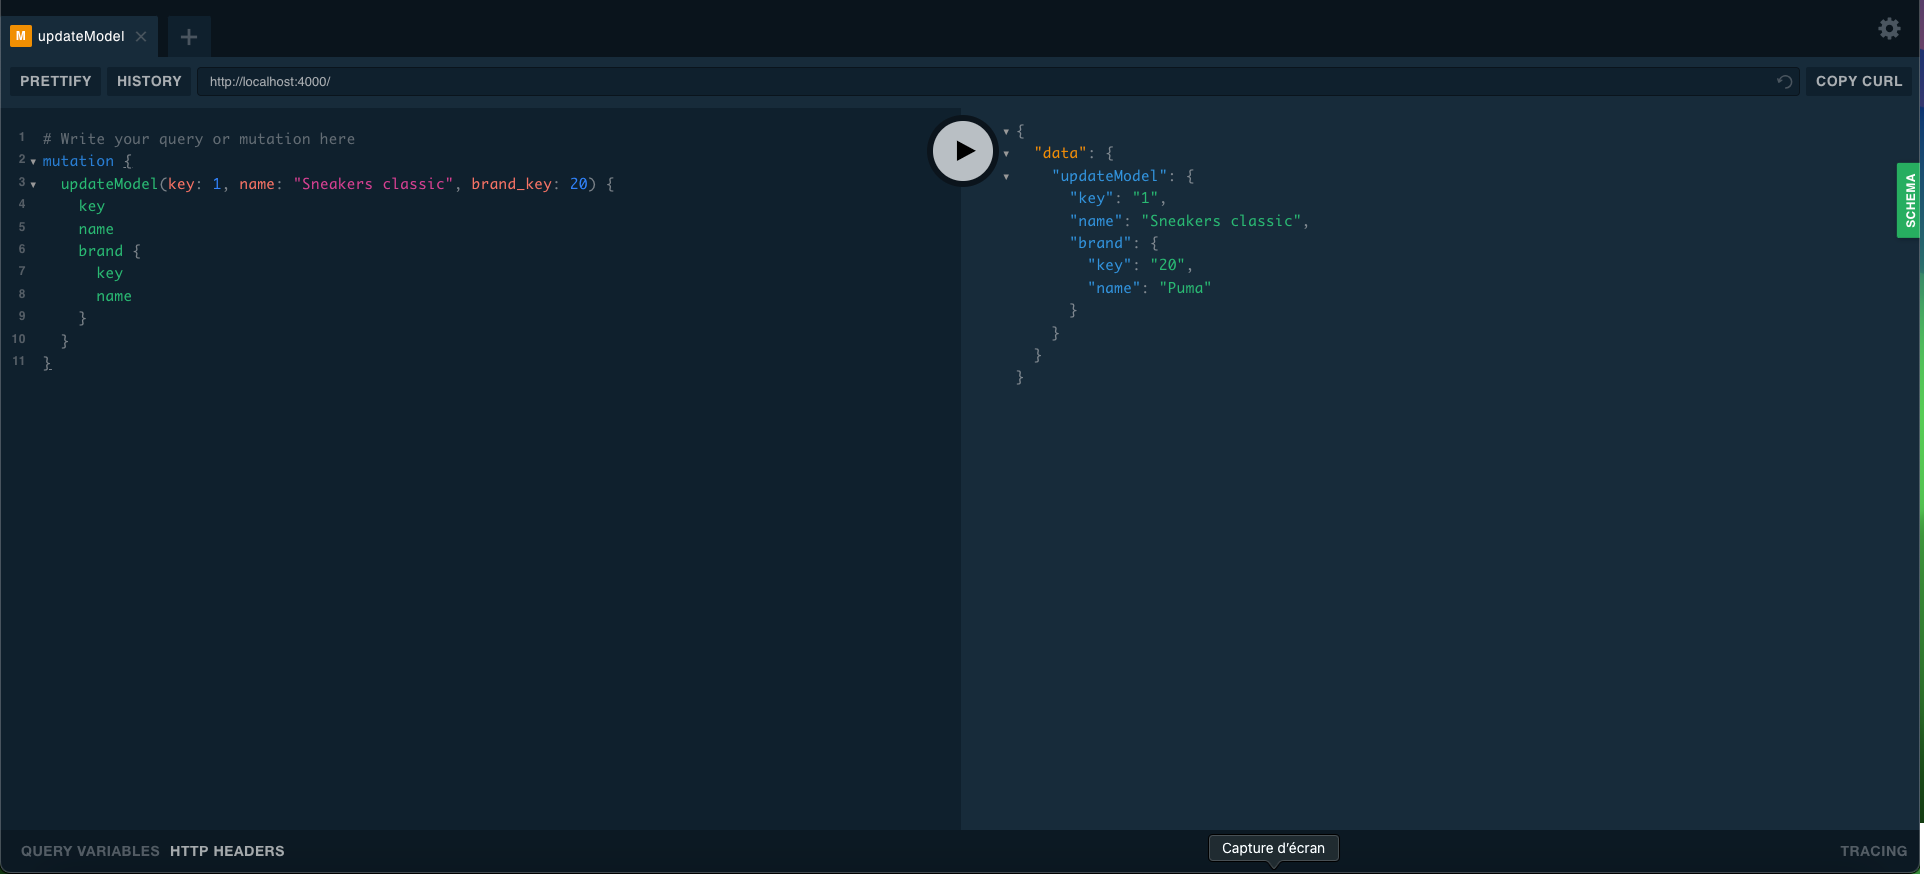 M updateModel
PRETTIFY HISTORY http://localhost:4000/ COPY CURL
1 # Write your query or mutation here
2 mutation {
3 updateModel(key: 1, name: "Sneakers classic", brand_key: 20) {
4 key
5 name
6 brand {
7 key
8 name
9 }
10 }
11 }
{
"data": {
"updateModel": {
"key": "1",
"name": "Sneakers classic",
"brand": {
"key": "20",
"name": "Puma"
}
}
}
}
SCHEMA
QUERY VARIABLES HTTP HEADERS
Capture d’écran
TRACING